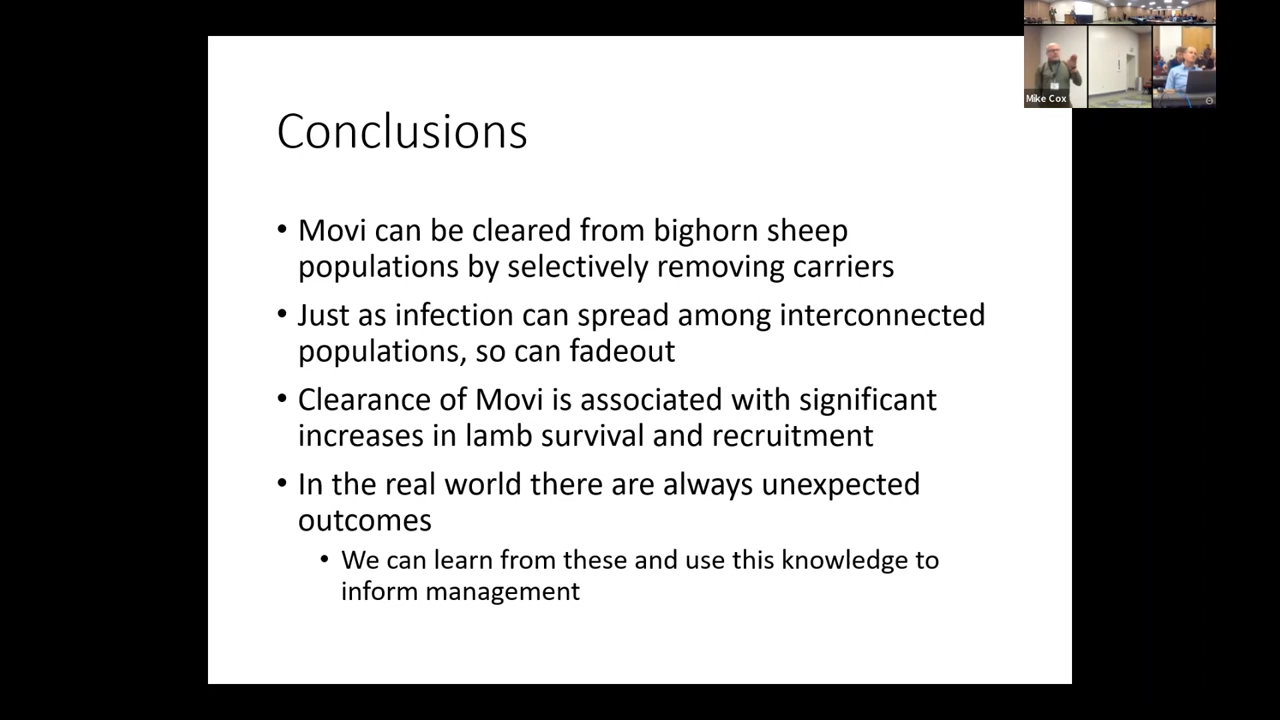 Mike Cox
Conclusions
• Movi can be cleared from bighorn sheep
populations by selectively removing carriers
• Just as infection can spread among interconnected
populations, so can fadeout
• Clearance of Movi is associated with significant
increases in lamb survival and recruitment
• In the real world there are always unexpected
outcomes
• We can learn from these and use this knowledge to
inform management